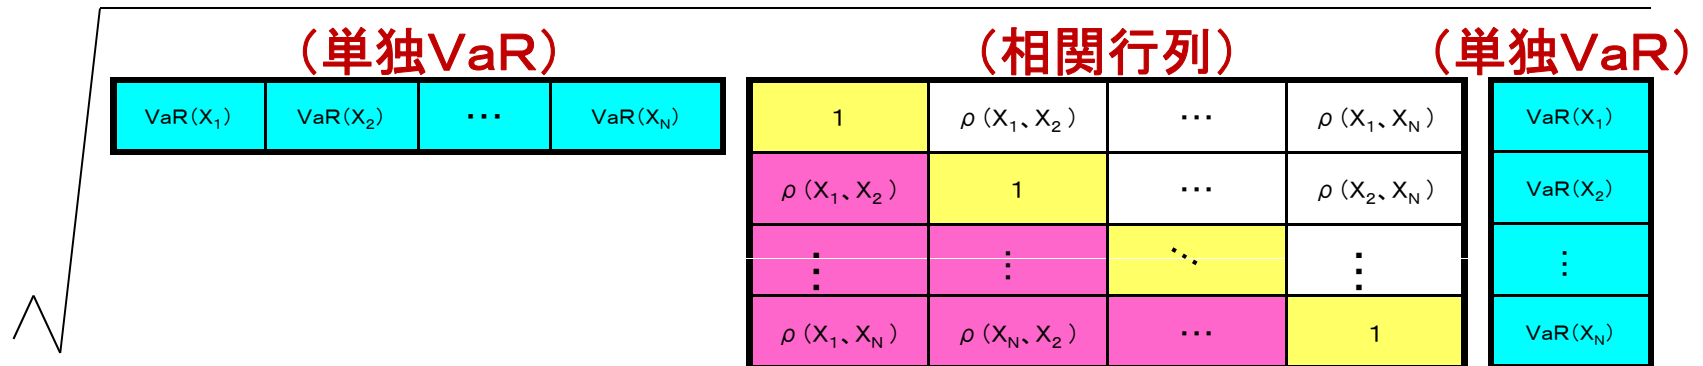 （単独VaR） （相関行列） （単独VaR）
VaR(X1) VaR(X2) ･･･ VaR(XN) 1 ρ(X1、X2) ･･･ ρ(X1、XN) VaR(X1)
ρ(X1、X2) 1 ･･･ ρ(X2、XN) VaR(X2)
⋮ ⋮ ⋱ ⋮ ⋮
ρ(X1、XN) ρ(XN、X2) ･･･ 1 VaR(XN)